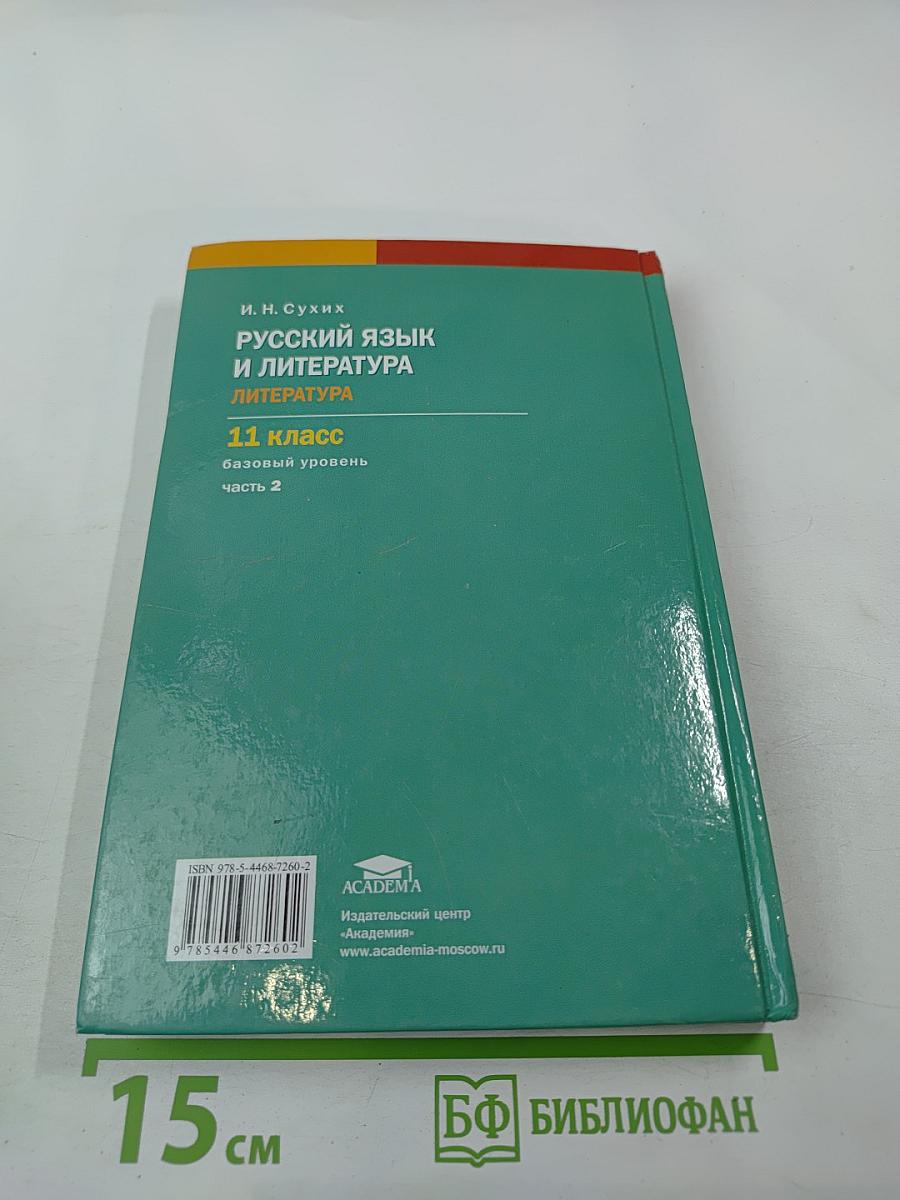 И. Н. Сухих
РУССКИЙ ЯЗЫК
И ЛИТЕРАТУРА
ЛИТЕРАТУРА
11 класс
базовый уровень
часть 2
ISBN 978-5-4468-7260-2
9 785446 872602
ACADEMA
Издательский центр
«Академия»
www.academia-moscow.ru
15 см
БФ БИБЛИОФАН